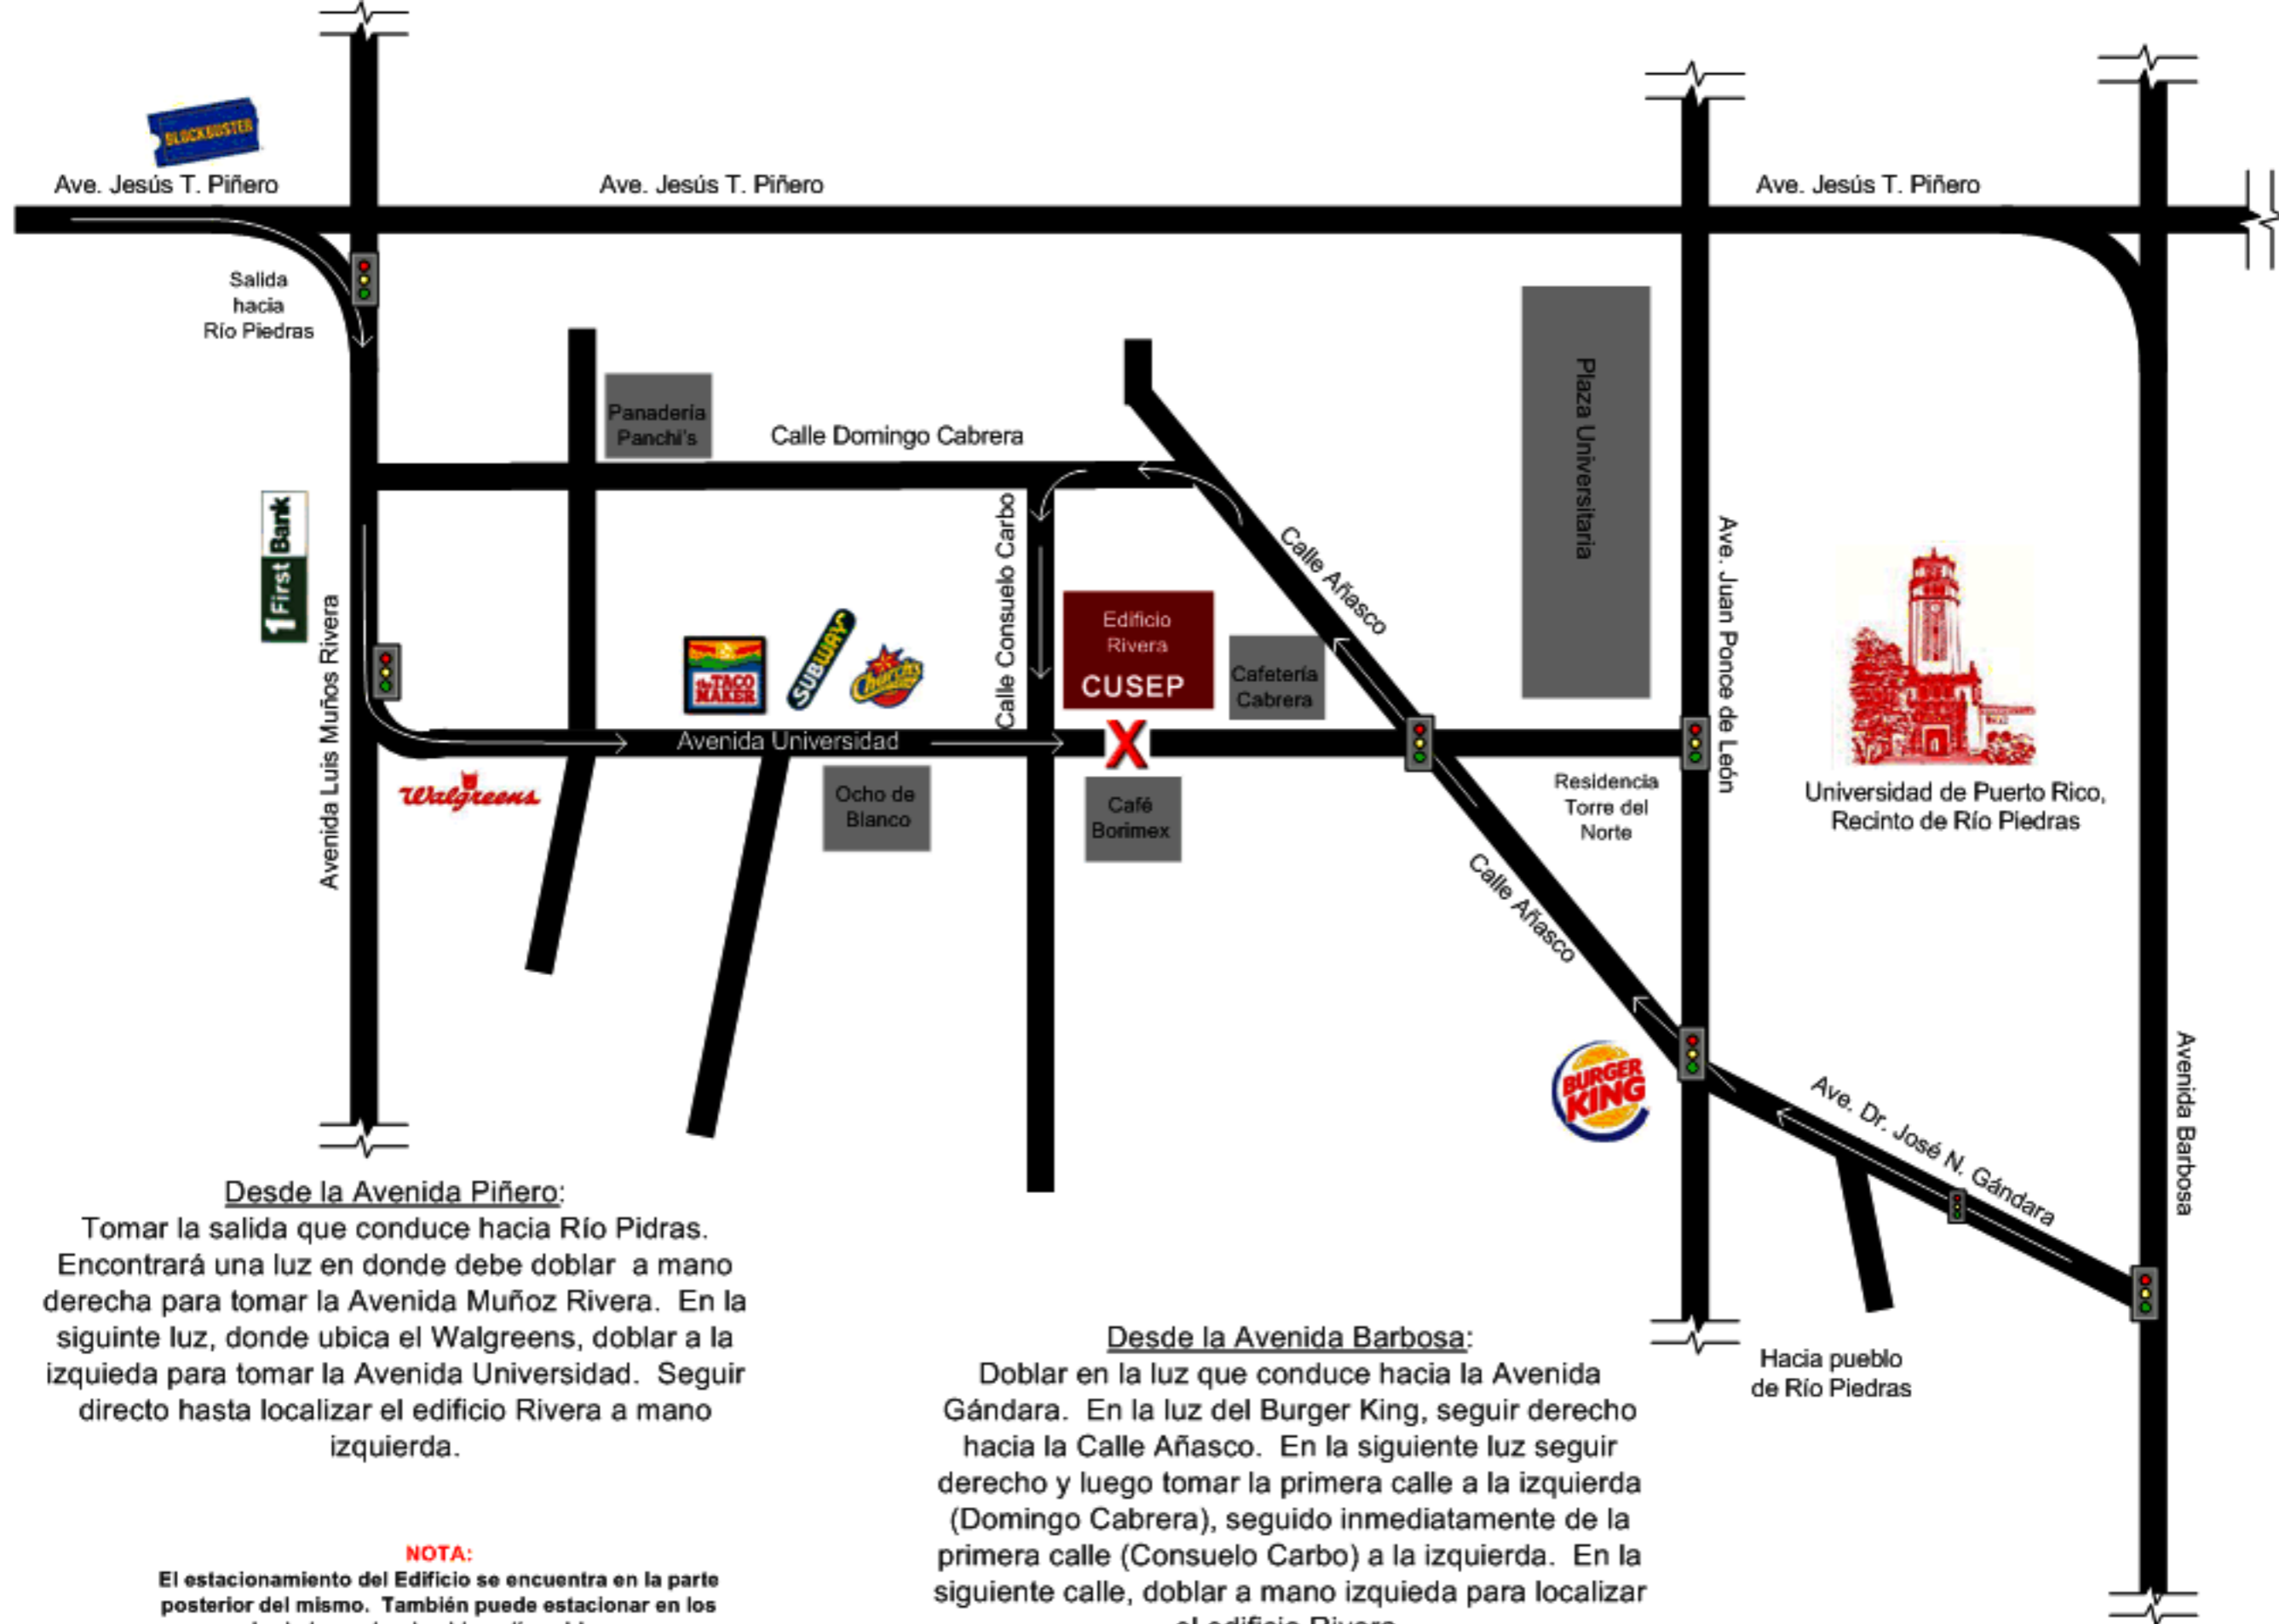 BLOCKBUSTER
Ave. Jesús T. Piñero
Ave. Jesús T. Piñero
Ave. Jesús T. Piñero
Salida
hacia
Río Piedras
Panadería
Panchi's
Calle Domingo Cabrera
Plaza Universitaria
1 First Bank
Avenida Luis Muños Rivera
Calle Consuelo Carbo
Calle Añasco
Ave. Juan Ponce de León
Edificio
Rivera
CUSEP
Cafetería
Cabrera
the TACO
MAKER
SUBWAY
Church's
Avenida Universidad
X
Walgreens
Ocho de
Blanco
Café
Borimex
Residencia
Torre del
Norte
Universidad de Puerto Rico,
Recinto de Río Piedras
Calle Añasco
BURGER
KING
Ave. Dr. José N. Gándara
Avenida Barbosa
Hacia pueblo
de Río Piedras
Desde la Avenida Piñero:
Tomar la salida que conduce hacia Río Pidras.
Encontrará una luz en donde debe doblar a mano
derecha para tomar la Avenida Muñoz Rivera. En la
siguinte luz, donde ubica el Walgreens, doblar a la
izquieda para tomar la Avenida Universidad. Seguir
directo hasta localizar el edificio Rivera a mano
izquierda.
NOTA:
El estacionamiento del Edificio se encuentra en la parte
posterior del mismo. También puede estacionar en los
Desde la Avenida Barbosa:
Doblar en la luz que conduce hacia la Avenida
Gándara. En la luz del Burger King, seguir derecho
hacia la Calle Añasco. En la siguiente luz seguir
derecho y luego tomar la primera calle a la izquierda
(Domingo Cabrera), seguido inmediatamente de la
primera calle (Consuelo Carbo) a la izquierda. En la
siguiente calle, doblar a mano izquieda para localizar
el edificio Rivera